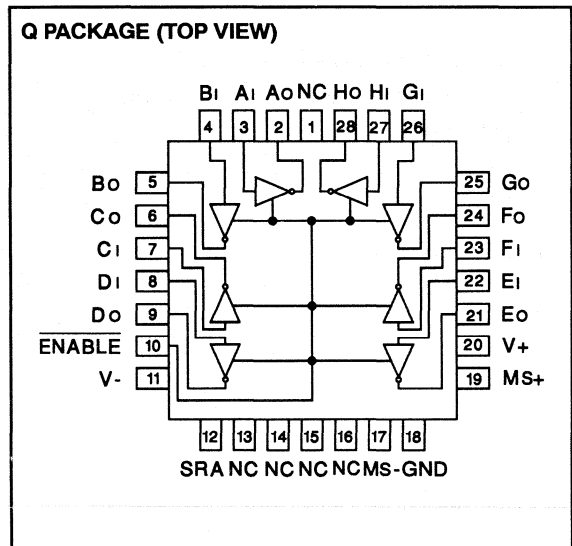 Q PACKAGE (TOP VIEW)
BI AI AO NC HO HI GI
4 3 2 1 28 27 26
BO 5 25 GO
CO 6 24 FO
CI 7 23 FI
DI 8 22 EI
DO 9 21 EO
ENABLE 10 20 V+
V- 11 19 MS+
12 13 14 15 16 17 18
SRA NC NC NC NC MS- GND